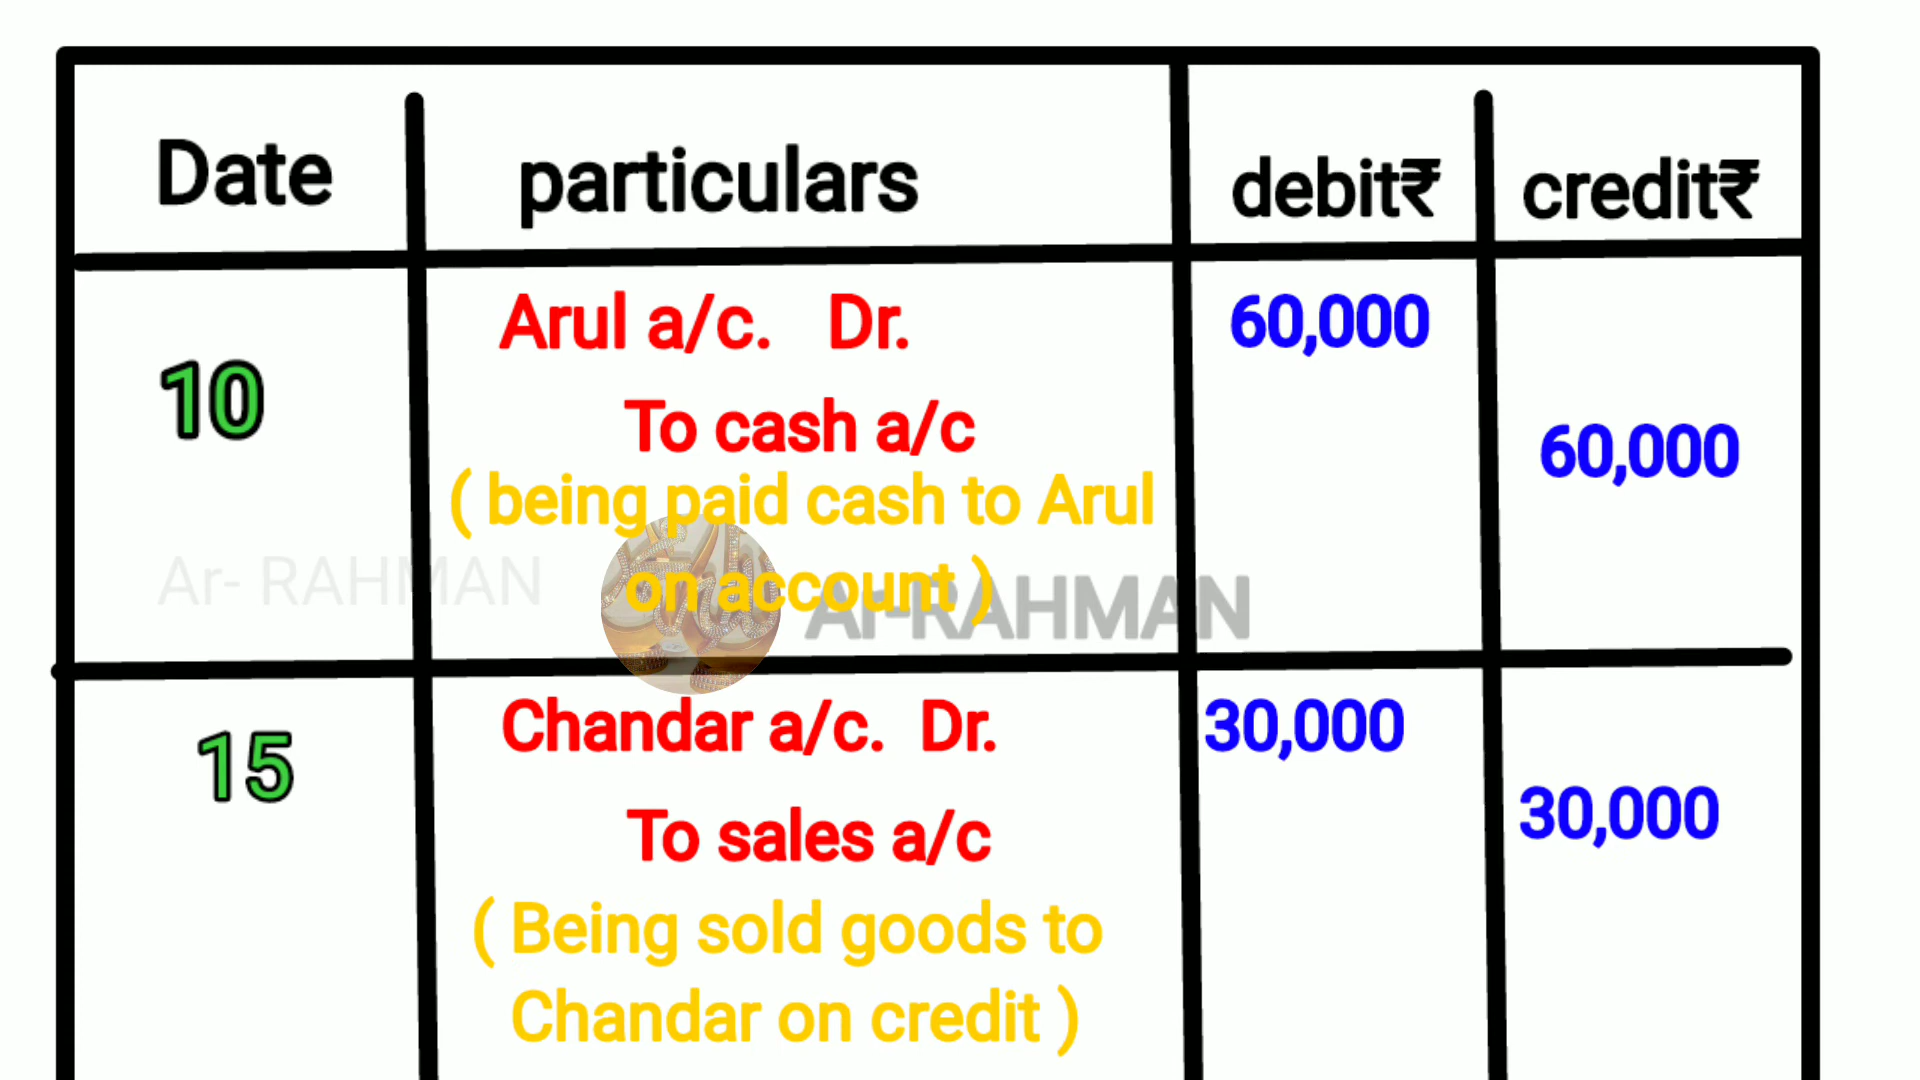 Date particulars debit₹ credit₹
Arul a/c. Dr. 60,000
10
To cash a/c
60,000
( being paid cash to Arul
on account )
Ar- RAHMAN
Ar-RAHMAN
Chandar a/c. Dr. 30,000
15
To sales a/c 30,000
( Being sold goods to
Chandar on credit )